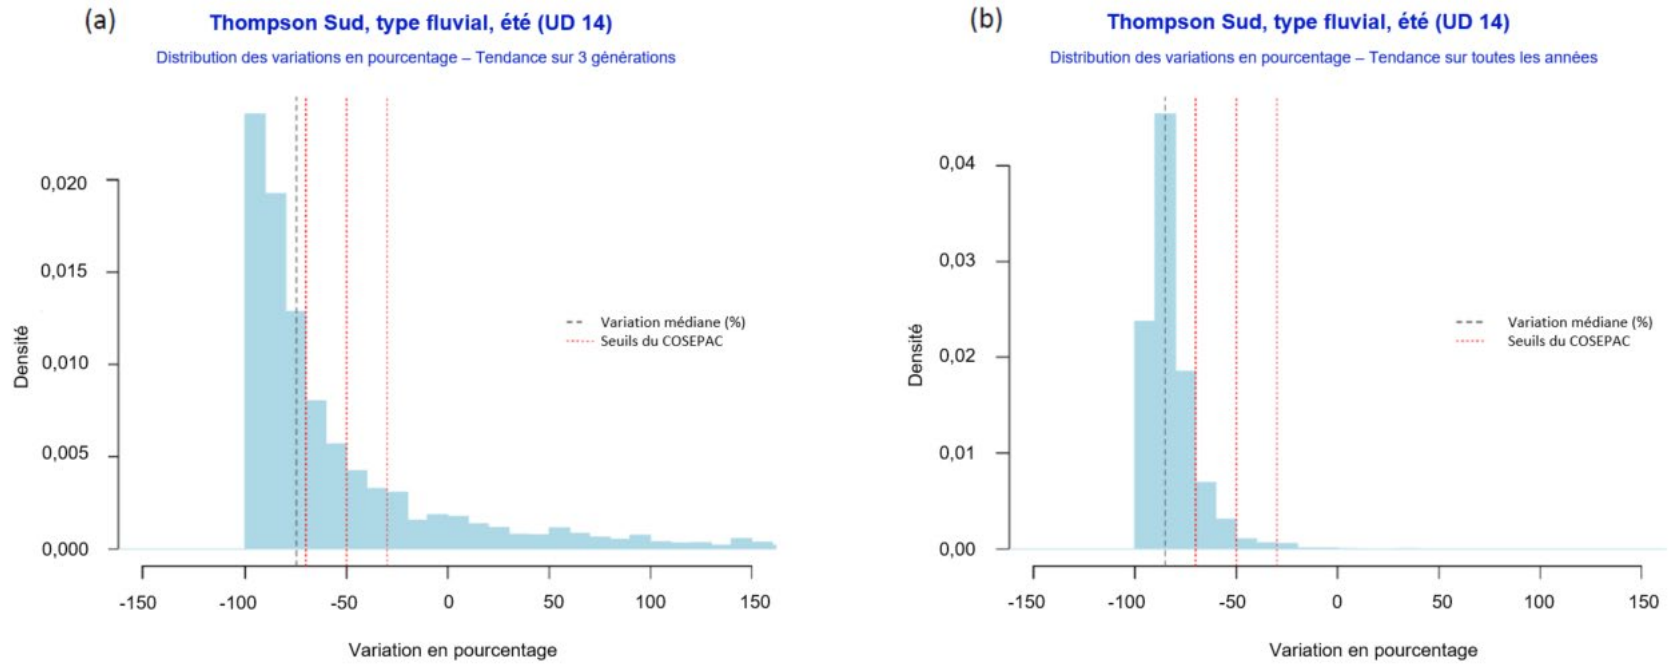 (a)
Thompson Sud, type fluvial, été (UD 14)
Distribution des variations en pourcentage – Tendance sur 3 générations
0,020
0,015
0,010
0,005
0,000
Densité
Variation médiane (%)
Seuils du COSEPAC
-150 -100 -50 0 50 100 150
Variation en pourcentage
(b)
Thompson Sud, type fluvial, été (UD 14)
Distribution des variations en pourcentage – Tendance sur toutes les années
0,04
0,03
0,02
0,01
0,00
Densité
Variation médiane (%)
Seuils du COSEPAC
-150 -100 -50 0 50 100 150
Variation en pourcentage